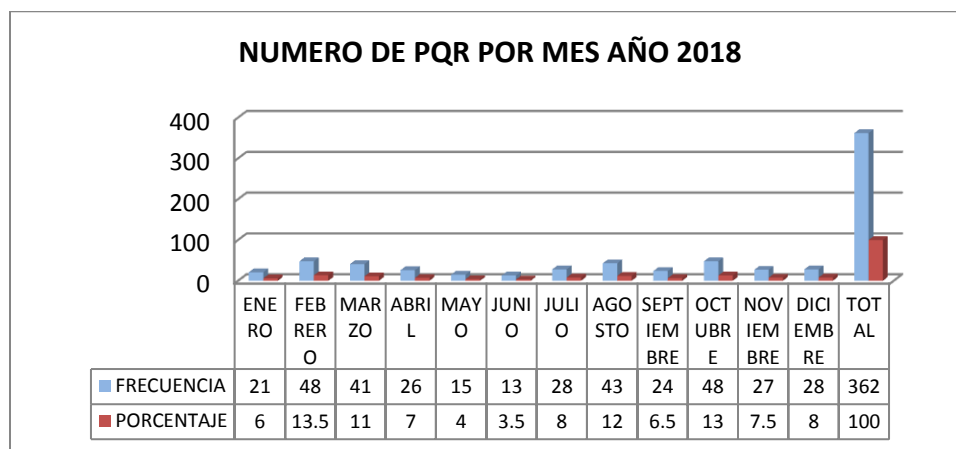 NUMERO DE PQR POR MES AÑO 2018
400
300
200
100
0
ENE FEB MAR ABRI MAY JUNI JULI AGO SEPT OCT NOV DICI TOT
RO RER ZO L O O O OSTO IEM UBR IEM EMB AL
O BRE E BRE RE
FRECUENCIA 21 48 41 26 15 13 28 43 24 48 27 28 362
PORCENTAJE 6 13.5 11 7 4 3.5 8 12 6.5 13 7.5 8 100